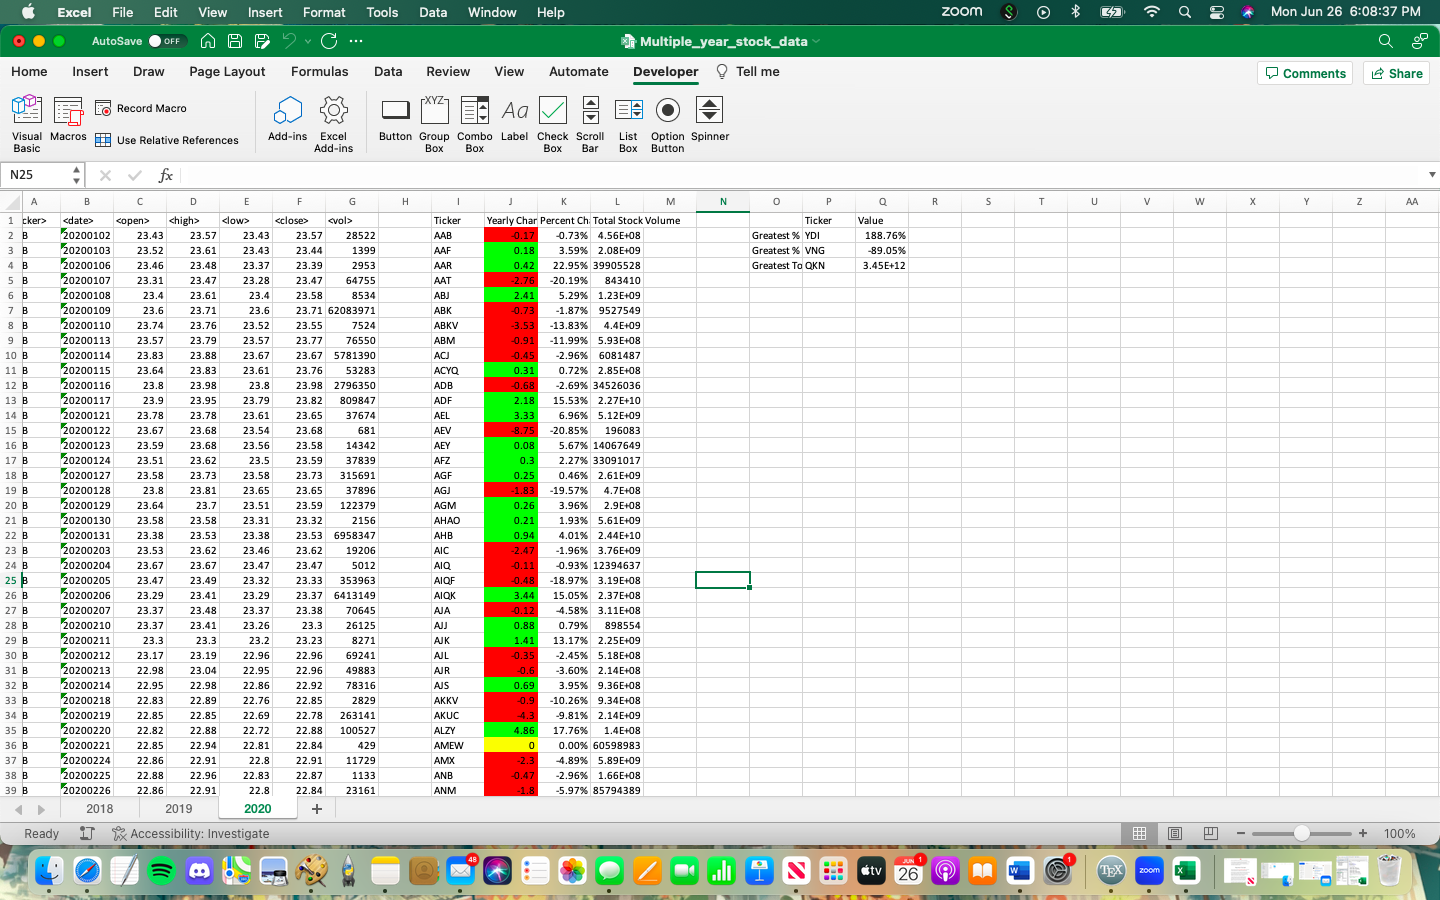 Excel File Edit View Insert Format Tools Data Window Help zoom Mon Jun 26 6:08:37 PM
AutoSave OFF Multiple_year_stock_data
Home Insert Draw Page Layout Formulas Data Review View Automate Developer Tell me Comments Share
Visual Basic Macros Record Macro Use Relative References Add-ins Excel Add-ins Button Group Box Combo Box Label Check Box Scroll Bar List Box Option Button Spinner
N25 fx
A B C D E F G H I J K L M N O P Q R S T U V W X Y Z AA
1 cker> <date> <open> <high> <low> <close> <vol> Ticker Yearly Char Percent Ch Total Stock Volume Ticker Value
2 B 20200102 23.43 23.57 23.43 23.57 28522 AAB -0.17 -0.73% 4.56E+08 Greatest % YDI 188.76%
3 B 20200103 23.52 23.61 23.43 23.44 1399 AAF 0.18 3.59% 2.08E+09 Greatest % VNG -89.05%
4 B 20200106 23.46 23.48 23.37 23.39 2953 AAR 0.42 22.95% 39905528 Greatest To QKN 3.45E+12
5 B 20200107 23.31 23.47 23.28 23.47 64755 AAT -2.76 -20.19% 843410
6 B 20200108 23.4 23.61 23.4 23.58 8534 ABJ 2.41 5.29% 1.23E+09
7 B 20200109 23.6 23.71 23.6 23.71 62083971 ABK -0.73 -1.87% 9527549
8 B 20200110 23.74 23.76 23.52 23.55 7524 ABKV -3.53 -13.83% 4.4E+09
9 B 20200113 23.57 23.79 23.57 23.77 76550 ABM -0.91 -11.99% 5.93E+08
10 B 20200114 23.83 23.88 23.67 23.67 5781390 ACJ -0.45 -2.96% 6081487
11 B 20200115 23.64 23.83 23.61 23.76 53283 ACYQ 0.31 0.72% 2.85E+08
12 B 20200116 23.8 23.98 23.8 23.98 2796350 ADB -0.68 -2.69% 34526036
13 B 20200117 23.9 23.95 23.79 23.82 809847 ADF 2.18 15.53% 2.27E+10
14 B 20200121 23.78 23.78 23.61 23.65 37674 AEL 3.33 6.96% 5.12E+09
15 B 20200122 23.67 23.68 23.54 23.68 681 AEV -8.75 -20.85% 196083
16 B 20200123 23.59 23.68 23.56 23.58 14342 AEY 0.08 5.67% 14067649
17 B 20200124 23.51 23.62 23.5 23.59 37839 AFZ 0.3 2.27% 33091017
18 B 20200127 23.58 23.73 23.58 23.73 315691 AGF 0.25 0.46% 2.61E+09
19 B 20200128 23.8 23.81 23.65 23.65 37896 AGJ -1.83 -19.57% 4.7E+08
20 B 20200129 23.64 23.7 23.51 23.59 122379 AGM 0.26 3.96% 2.9E+08
21 B 20200130 23.58 23.58 23.31 23.32 2156 AHAO 0.21 1.93% 5.61E+09
22 B 20200131 23.38 23.53 23.38 23.53 6958347 AHB 0.94 4.01% 2.44E+10
23 B 20200203 23.53 23.62 23.46 23.62 19206 AIC -2.47 -1.96% 3.76E+09
24 B 20200204 23.67 23.67 23.47 23.47 5012 AIQ -0.11 -0.93% 12394637
25 B 20200205 23.47 23.49 23.32 23.33 353963 AIQF -0.48 -18.97% 3.19E+08
26 B 20200206 23.29 23.41 23.29 23.37 6413149 AIQK 3.44 15.05% 2.37E+08
27 B 20200207 23.37 23.48 23.37 23.38 70645 AJA -0.12 -4.58% 3.11E+08
28 B 20200210 23.37 23.41 23.26 23.3 26125 AJJ 0.88 0.79% 898554
29 B 20200211 23.3 23.3 23.2 23.23 8271 AJK 1.41 13.17% 2.25E+09
30 B 20200212 23.17 23.19 22.96 22.96 69241 AJL -0.35 -2.45% 5.18E+08
31 B 20200213 22.98 23.04 22.95 22.96 49883 AJR -0.6 -3.60% 2.14E+08
32 B 20200214 22.95 22.98 22.86 22.92 78316 AJS 0.69 3.95% 9.36E+08
33 B 20200218 22.83 22.89 22.76 22.85 2829 AKKV -0.9 -10.26% 9.34E+08
34 B 20200219 22.85 22.85 22.69 22.78 263141 AKUC -4.3 -9.81% 2.14E+09
35 B 20200220 22.82 22.88 22.72 22.88 100527 ALZY 4.86 17.76% 1.4E+08
36 B 20200221 22.85 22.94 22.81 22.84 429 AMEW 0 0.00% 60598983
37 B 20200224 22.86 22.91 22.8 22.91 11729 AMX -2.3 -4.89% 5.89E+09
38 B 20200225 22.88 22.96 22.83 22.87 1133 ANB -0.47 -2.96% 1.66E+08
39 B 20200226 22.86 22.91 22.8 22.84 23161 ANM -1.8 -5.97% 85794389
2018 2019 2020 +
Ready Accessibility: Investigate 100%
48 tv JUN 26 1 W 1 TEX zoom X